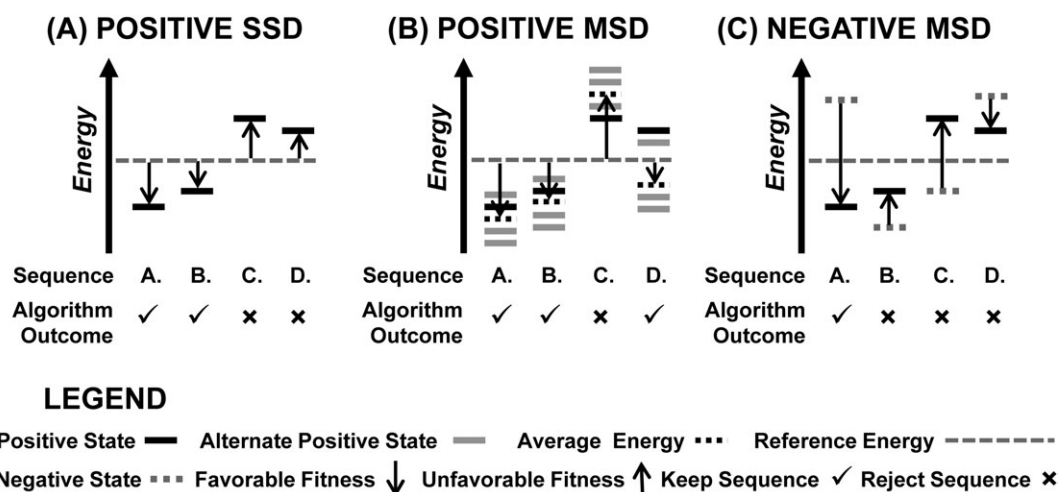 (A) POSITIVE SSD (B) POSITIVE MSD (C) NEGATIVE MSD
Energy Energy Energy
Sequence A. B. C. D. Sequence A. B. C. D. Sequence A. B. C. D.
Algorithm ✓ ✓ × × Algorithm ✓ ✓ × ✓ Algorithm ✓ × × ×
Outcome Outcome Outcome
LEGEND
Positive State Alternate Positive State Average Energy Reference Energy
Negative State Favorable Fitness Unfavorable Fitness Keep Sequence ✓ Reject Sequence ×